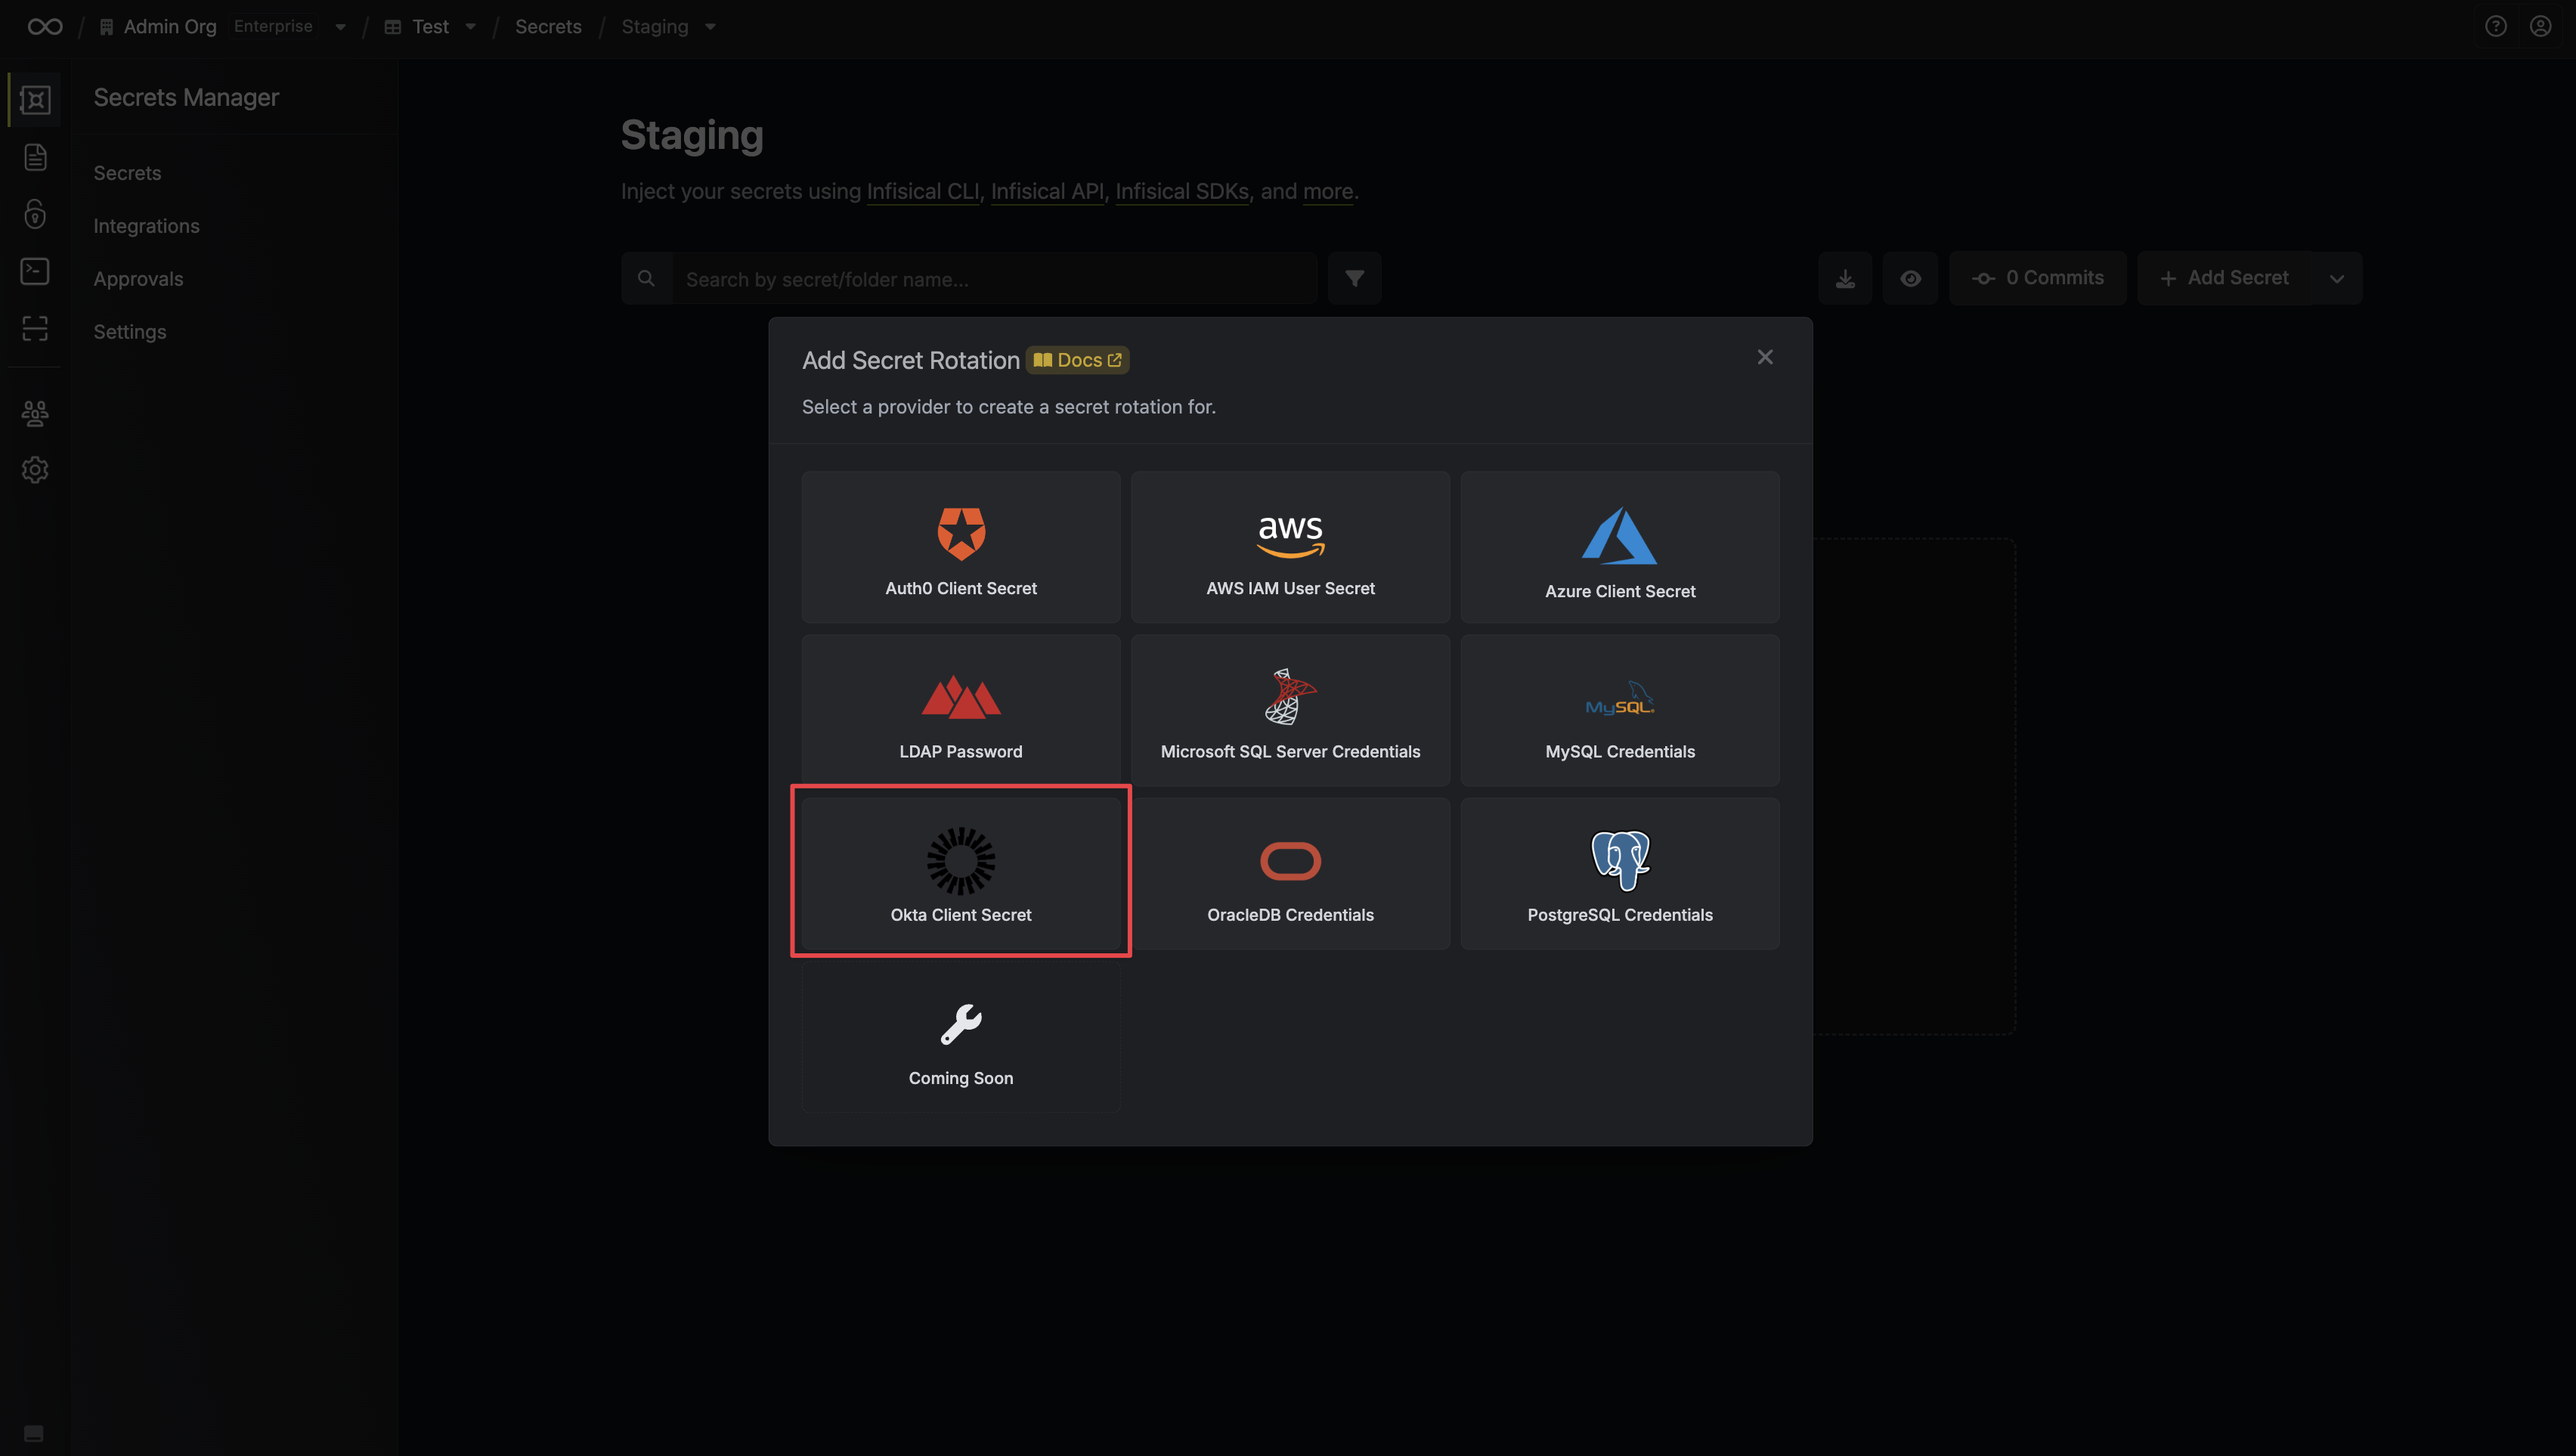 Admin Org Enterprise / Test / Secrets / Staging
Secrets Manager
Secrets
Integrations
Approvals
Settings
Staging
Inject your secrets using Infisical CLI, Infisical API, Infisical SDKs, and more.
Search by secret/folder name...
0 Commits
Add Secret
Add Secret Rotation Docs
Select a provider to create a secret rotation for.
Auth0 Client Secret
aws
AWS IAM User Secret
Azure Client Secret
LDAP Password
Microsoft SQL Server Credentials
MySQL
MySQL Credentials
Okta Client Secret
OracleDB Credentials
PostgreSQL Credentials
Coming Soon